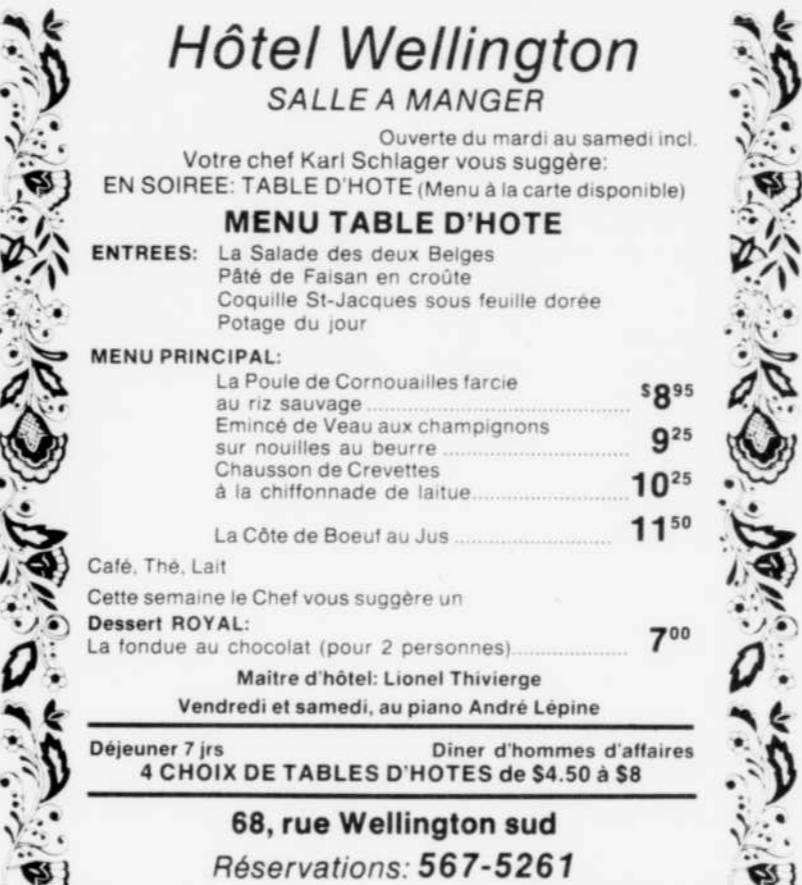 Hôtel Wellington
SALLE A MANGER
Ouverte du mardi au samedi incl.
Votre chef Karl Schlager vous suggère:
EN SOIREE: TABLE D'HOTE (Menu à la carte disponible)
MENU TABLE D'HOTE
ENTREES: La Salade des deux Belges
Pâté de Faisan en croûte
Coquille St-Jacques sous feuille dorée
Potage du jour
MENU PRINCIPAL:
La Poule de Cornouailles farcie
au riz sauvage ........ $8.95
Emincé de Veau aux champignons
sur nouilles au beurre ........ 9.25
Chausson de Crevettes
à la chiffonnade de laitue ........ 10.25
La Côte de Boeuf au Jus ........ 11.50
Café, Thé, Lait
Cette semaine le Chef vous suggère un
Dessert ROYAL:
La fondue au chocolat (pour 2 personnes) ........ 7.00
Maître d'hôtel: Lionel Thivierge
Vendredi et samedi, au piano André Lépine
Déjeuner 7 jrs Dîner d'hommes d'affaires
4 CHOIX DE TABLES D'HOTES de $4.50 à $8
68, rue Wellington sud
Réservations: 567-5261